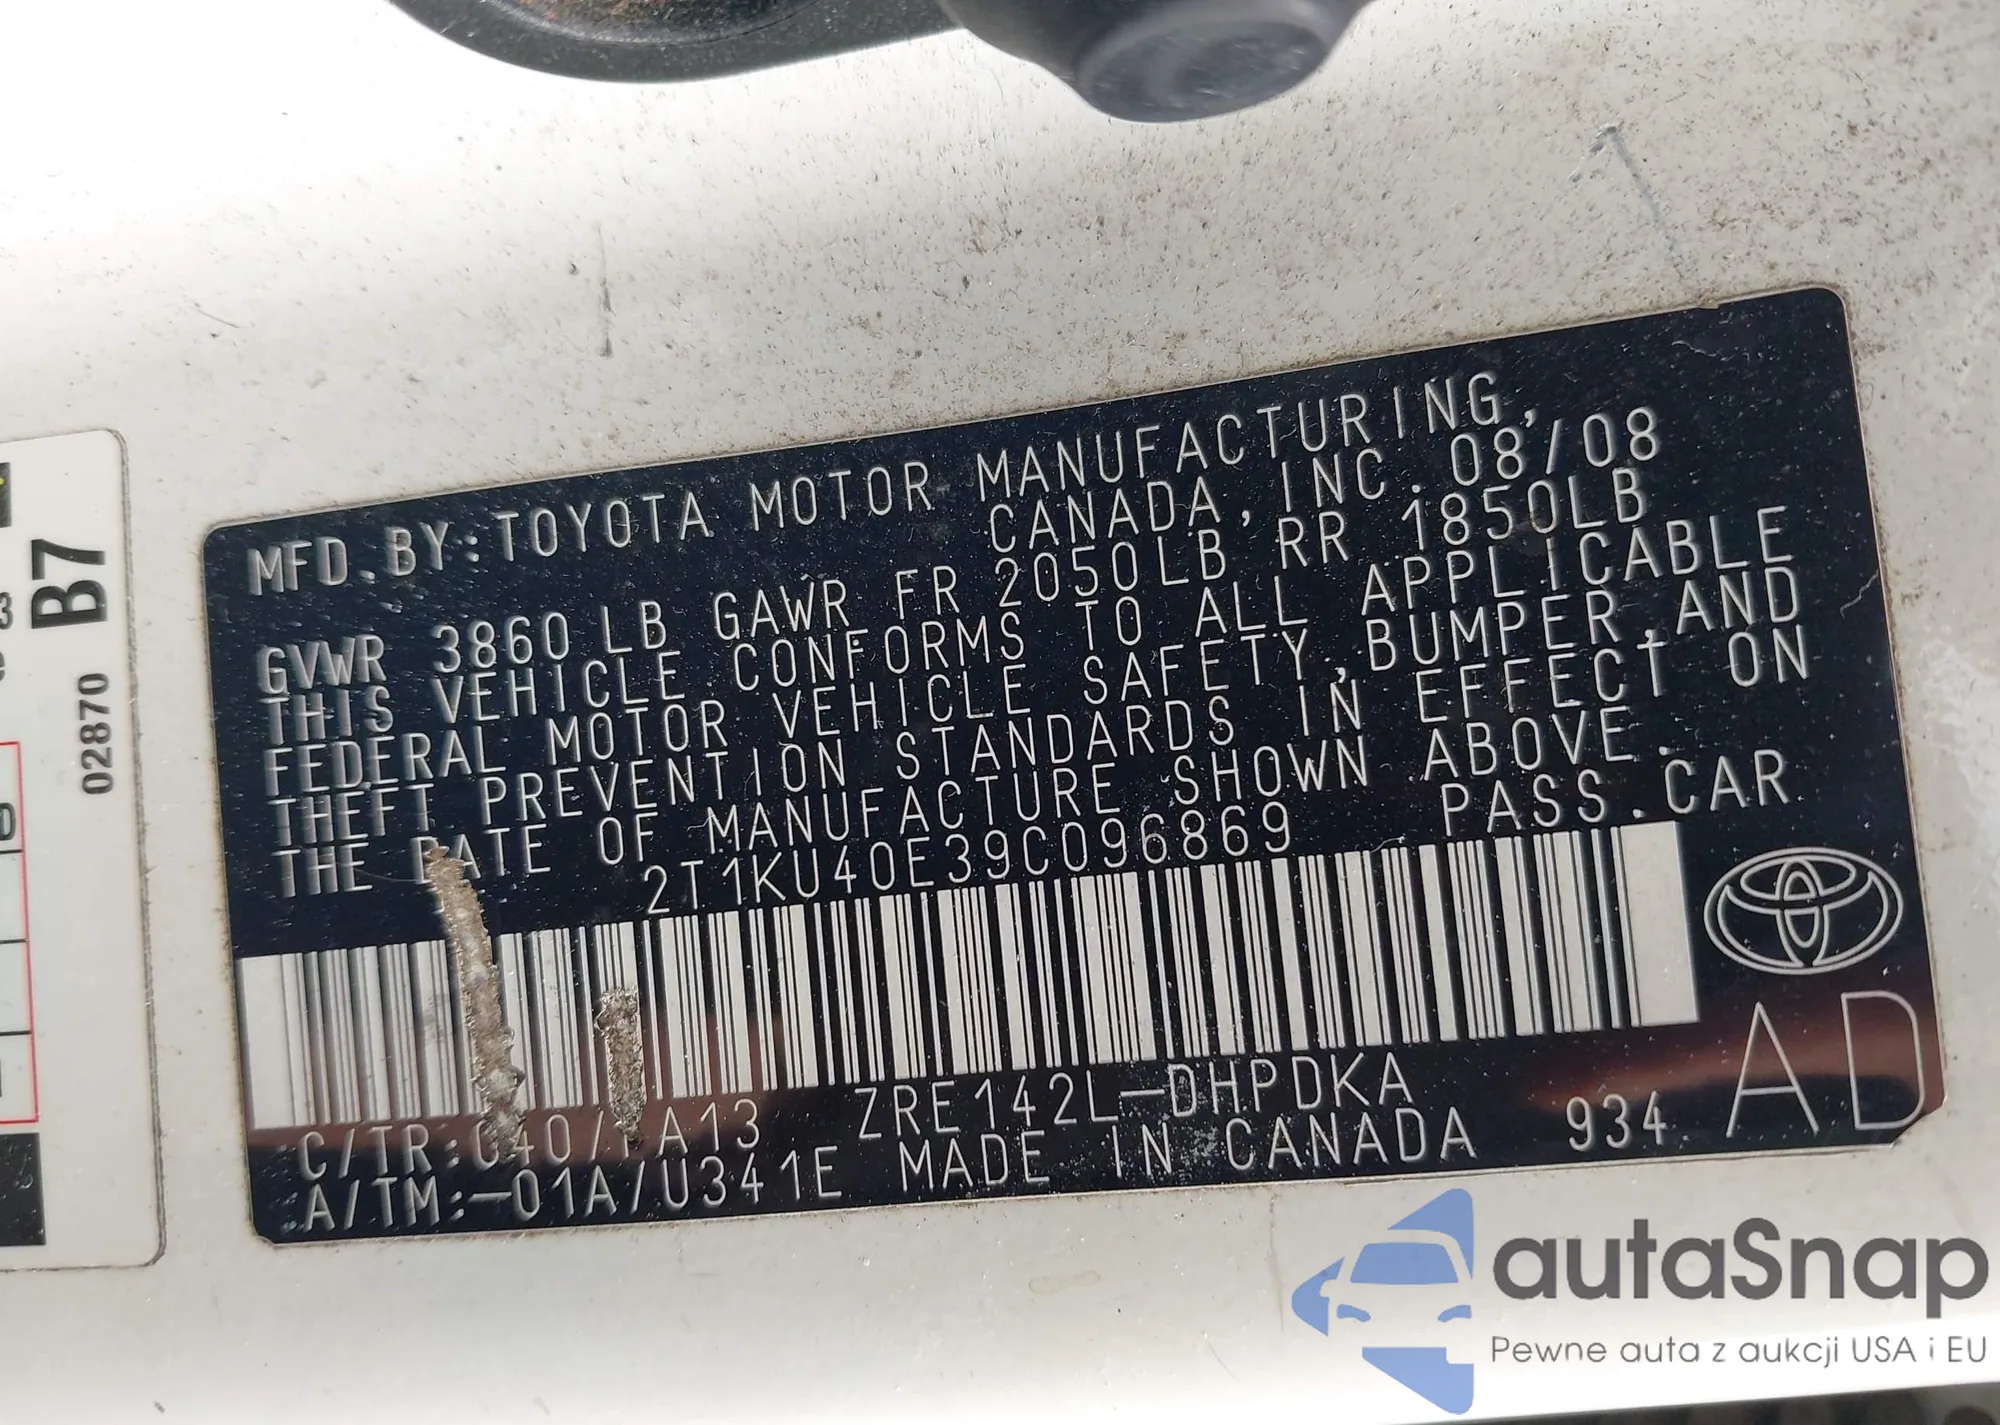 MFD.BY:TOYOTA MOTOR MANUFACTURING,
CANADA, INC. 08/08
GVWR 3860 LB GAWR FR 2050LB RR 1850LB
THIS VEHICLE CONFORMS TO ALL APPLICABLE
FEDERAL MOTOR VEHICLE SAFETY,BUMPER,AND
THEFT PREVENTION STANDARDS IN EFFECT ON
THE DATE OF MANUFACTURE SHOWN ABOVE.
2T1KU40E39C096869 PASS.CAR
C/TR: A13 ZRE142L-DHPDKA
A/TM:-01A/U341E MADE IN CANADA 934
AD
B7
02870
autaSnap
Pewne auta z aukcji USA i EU